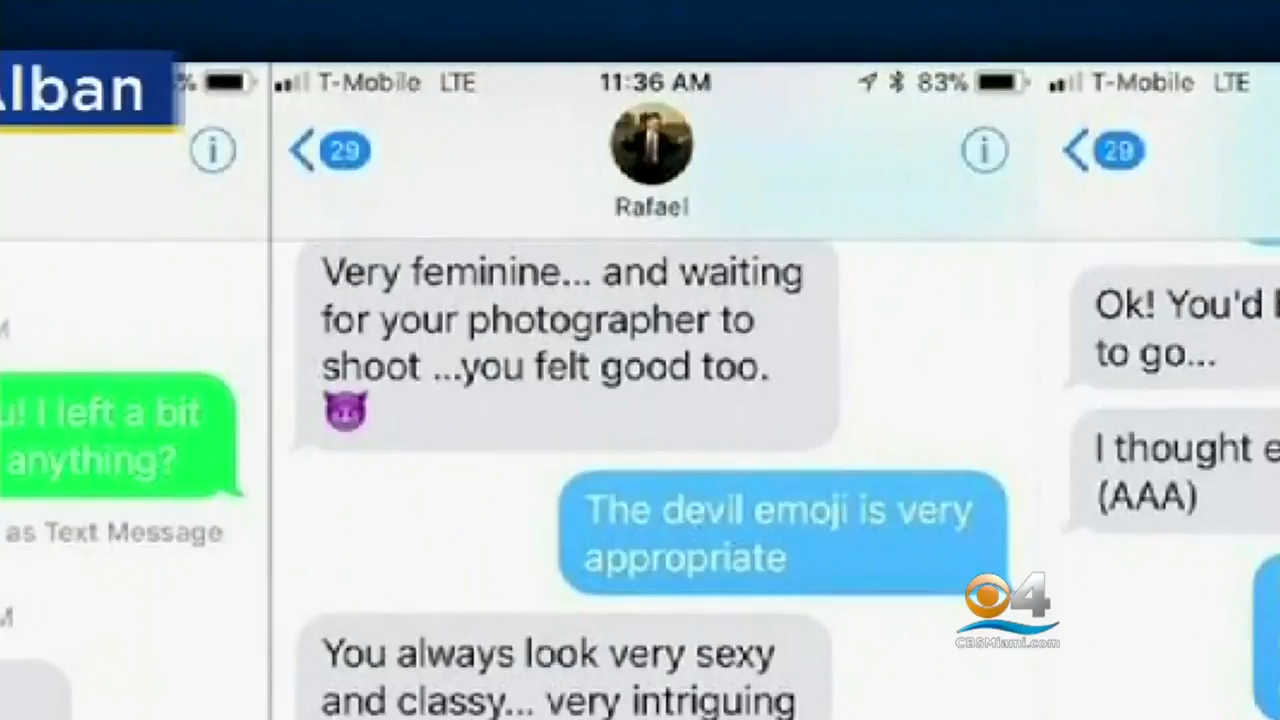 Alban
%
T-Mobile LTE
11:36 AM
83%
T-Mobile LTE
29
29
Rafael
Very feminine... and waiting
for your photographer to
shoot ...you felt good too.
The devil emoji is very
appropriate
You always look very sexy
and classy... very intriguing
u! I left a bit
anything?
as Text Message
Ok! You'd
to go...
I thought
(AAA)
4
CBSMiami.com